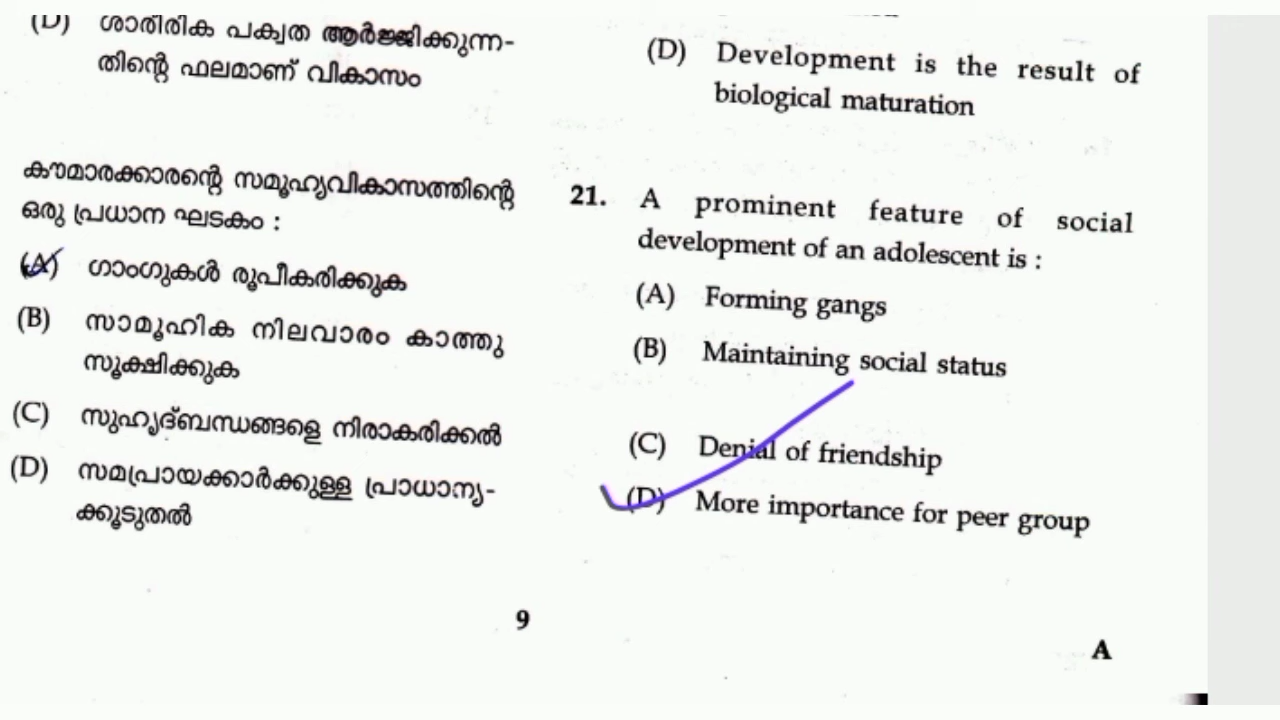 (D) ശാരീരിക പക്വത ആർജ്ജിക്കുന്ന-
തിന്റെ ഫലമാണ് വികാസം
കൗമാരക്കാരന്റെ സമൂഹ്യവികാസത്തിന്റെ
ഒരു പ്രധാന ഘടകം :
(A) ഗാംഗുകൾ രൂപീകരിക്കുക
(B) സാമൂഹിക നിലവാരം കാത്തു
സൂക്ഷിക്കുക
(C) സുഹൃദ്ബന്ധങ്ങളെ നിരാകരിക്കൽ
(D) സമപ്രായക്കാർക്കുള്ള പ്രാധാന്യ-
ക്കൂടുതൽ
(D) Development is the result of
biological maturation
21. A prominent feature of social
development of an adolescent is :
(A) Forming gangs
(B) Maintaining social status
(C) Denial of friendship
(D) More importance for peer group
9
A